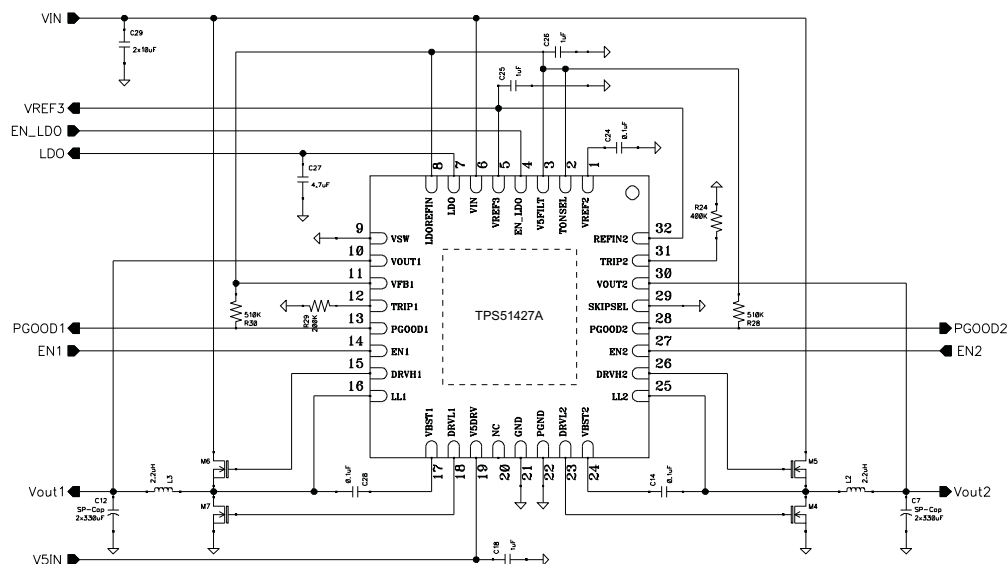 VIN
C29
2x10uF
C26
1uF
C25
1uF
VREF3
EN_LDO
LDO
C27
4.7uF
C24
0.1uF
8 7 6 5 4 3 2 1
LDOREFIN LDO VIN VREF3 EN_LDO V5FILT TONSEL VREF2
R24
400K
9 VSW
10 VOUT1
11 VFB1
12 TRIP1
13 PGOOD1
14 EN1
15 DRVH1
16 LL1
REFIN2 32
TRIP2 31
VOUT2 30
SKIPSEL 29
PGOOD2 28
EN2 27
DRVH2 26
LL2 25
TPS51427A
510K
R30
R29
200K
510K
R28
PGOOD1
EN1
PGOOD2
EN2
VBST1 DRVL1 V5DRV NC GND PGND DRVL2 VBST2
17 18 19 20 21 22 23 24
M6
M7
M5
M4
2.2uH
L3
0.1uF
C28
C14
0.1uF
L2
2.2uH
Vout1
C12
SP-Cap
2x330uF
Vout2
C7
SP-Cap
2x330uF
V5IN
C18
1uF